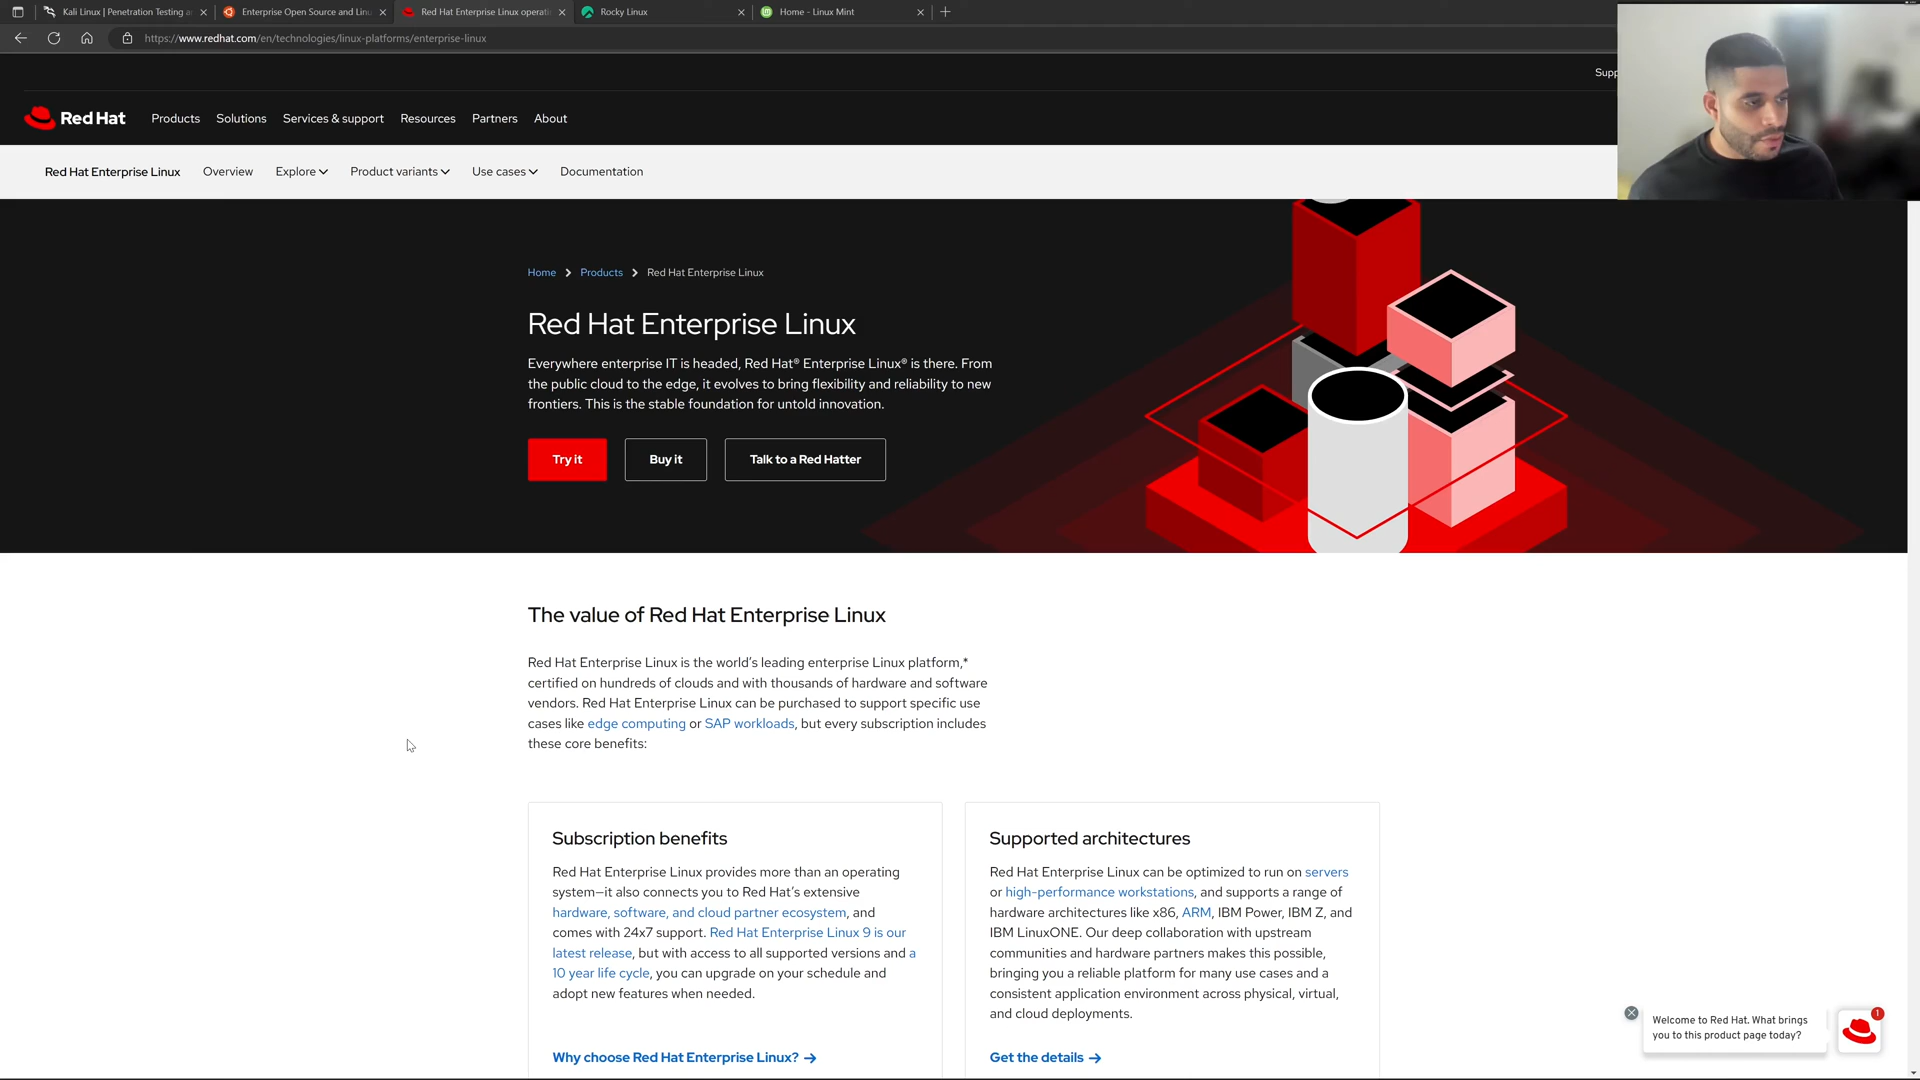 Kali Linux | Penetration Testing a
Enterprise Open Source and Linu
Red Hat Enterprise Linux operati
Rocky Linux
Home - Linux Mint
https://www.redhat.com/en/technologies/linux-platforms/enterprise-linux
Supp
Red Hat
Products
Solutions
Services & support
Resources
Partners
About
Red Hat Enterprise Linux
Overview
Explore
Product variants
Use cases
Documentation
Home
Products
Red Hat Enterprise Linux
Red Hat Enterprise Linux
Everywhere enterprise IT is headed, Red Hat® Enterprise Linux® is there. From
the public cloud to the edge, it evolves to bring flexibility and reliability to new
frontiers. This is the stable foundation for untold innovation.
Try it
Buy it
Talk to a Red Hatter
The value of Red Hat Enterprise Linux
Red Hat Enterprise Linux is the world's leading enterprise Linux platform,*
certified on hundreds of clouds and with thousands of hardware and software
vendors. Red Hat Enterprise Linux can be purchased to support specific use
cases like edge computing or SAP workloads, but every subscription includes
these core benefits:
Subscription benefits
Red Hat Enterprise Linux provides more than an operating
system—it also connects you to Red Hat's extensive
hardware, software, and cloud partner ecosystem, and
comes with 24x7 support. Red Hat Enterprise Linux 9 is our
latest release, but with access to all supported versions and a
10 year life cycle, you can upgrade on your schedule and
adopt new features when needed.
Why choose Red Hat Enterprise Linux?
Supported architectures
Red Hat Enterprise Linux can be optimized to run on servers
or high-performance workstations, and supports a range of
hardware architectures like x86, ARM, IBM Power, IBM Z, and
IBM LinuxONE. Our deep collaboration with upstream
communities and hardware partners makes this possible,
bringing you a reliable platform for many use cases and a
consistent application environment across physical, virtual,
and cloud deployments.
Get the details
Welcome to Red Hat. What brings
you to this product page today?
1